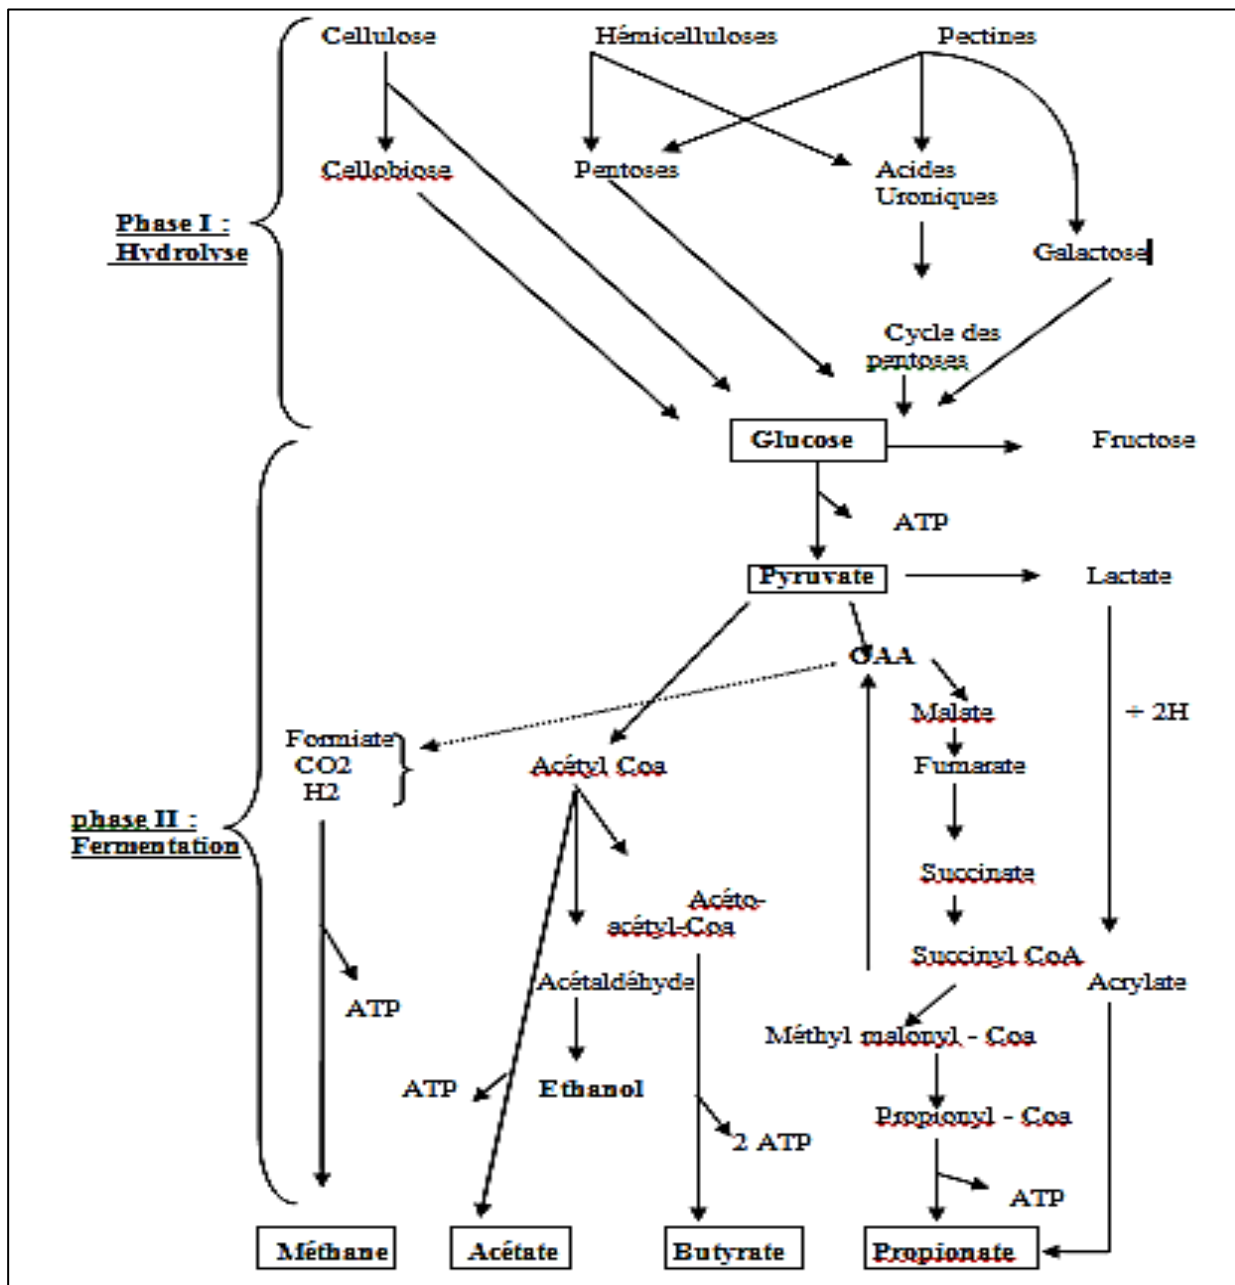 Cellulose
Hémicelluloses
Pectines
Cellobiose
Pentoses
Acides
Uroniques
Phase I :
Hydrolyse
Galactose
Cycle des
pentoses
Glucose
Fructose
ATP
Pyruvate
Lactate
OAA
Malate
+ 2H
Formiate
CO2
H2
Acétyl Coa
Fumarate
phase II :
Fermentation
Succinate
Acéto-
acétyl-Coa
Succinyl CoA
Acétaldéhyde
Acrylate
ATP
Méthyl malonyl - Coa
ATP
Ethanol
Propionyl - Coa
2 ATP
ATP
Méthane
Acétate
Butyrate
Propionate